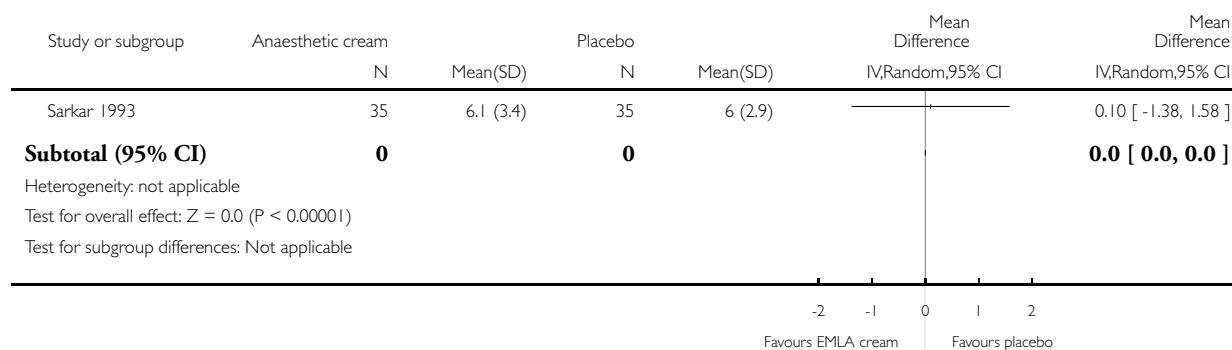 Study or subgroup Anaesthetic cream Placebo Mean Difference Mean Difference
N Mean(SD) N Mean(SD) IV,Random,95% CI IV,Random,95% CI
Sarkar 1993 35 6.1 (3.4) 35 6 (2.9) 0.10 [ -1.38, 1.58 ]
Subtotal (95% CI) 0 0 0.0 [ 0.0, 0.0 ]
Heterogeneity: not applicable
Test for overall effect: Z = 0.0 (P < 0.00001)
Test for subgroup differences: Not applicable
-2 -1 0 1 2
Favours EMLA cream Favours placebo